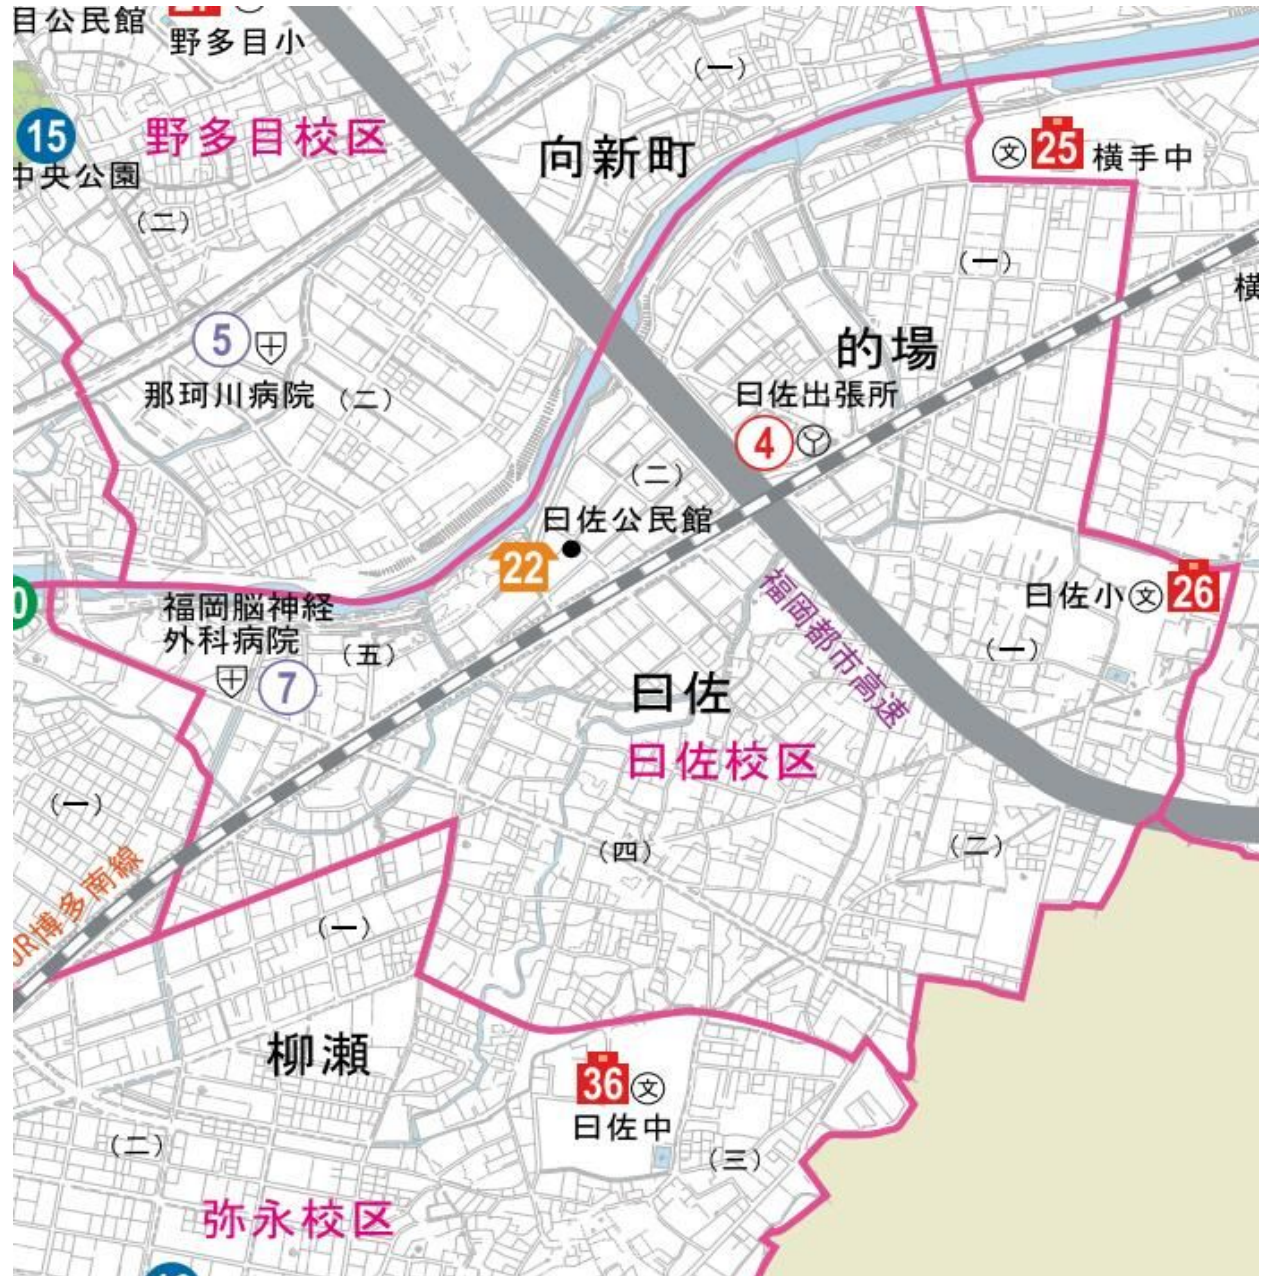 目公民館
野多目小
(一)
15
野多目校区
向新町
文
25
横手中
中央公園
(二)
(一)
横
5
那珂川病院
(二)
的場
日佐出張所
4
(二)
日佐公民館
22
福岡都市高速
日佐小
文
26
0
福岡脳神経
外科病院
(五)
(一)
7
日佐
日佐校区
(一)
(四)
(二)
JR博多南線
(一)
柳瀬
36
文
日佐中
(二)
(三)
弥永校区